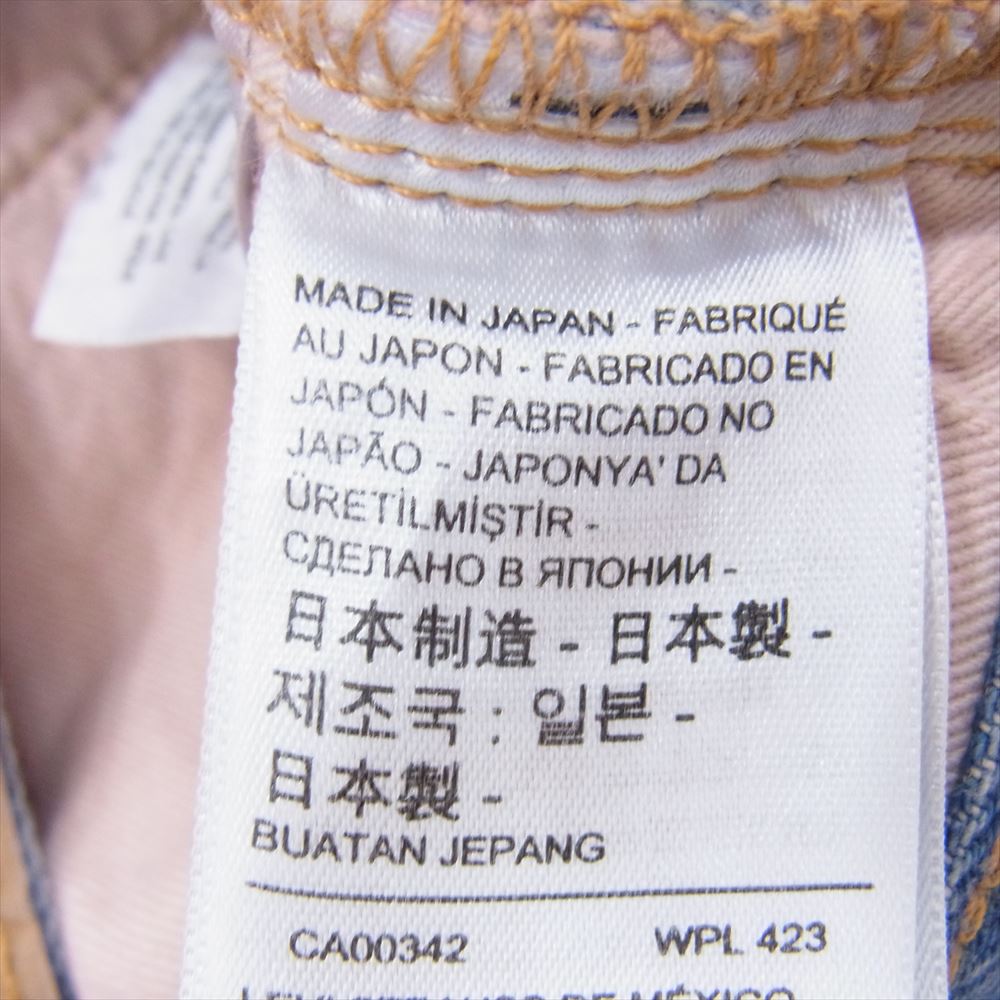 MADE IN JAPAN - FABRIQUÉ
AU JAPON - FABRICADO EN
JAPÓN - FABRICADO NO
JAPÃO - JAPONYA' DA
ÜRETİLMİŞTİR -
СДЕЛАНО В ЯПОНИИ -
日本制造 - 日本製 -
제조국 : 일본 -
日本製 -
BUATAN JEPANG
CA00342 WPL 423
DE MÉXICO